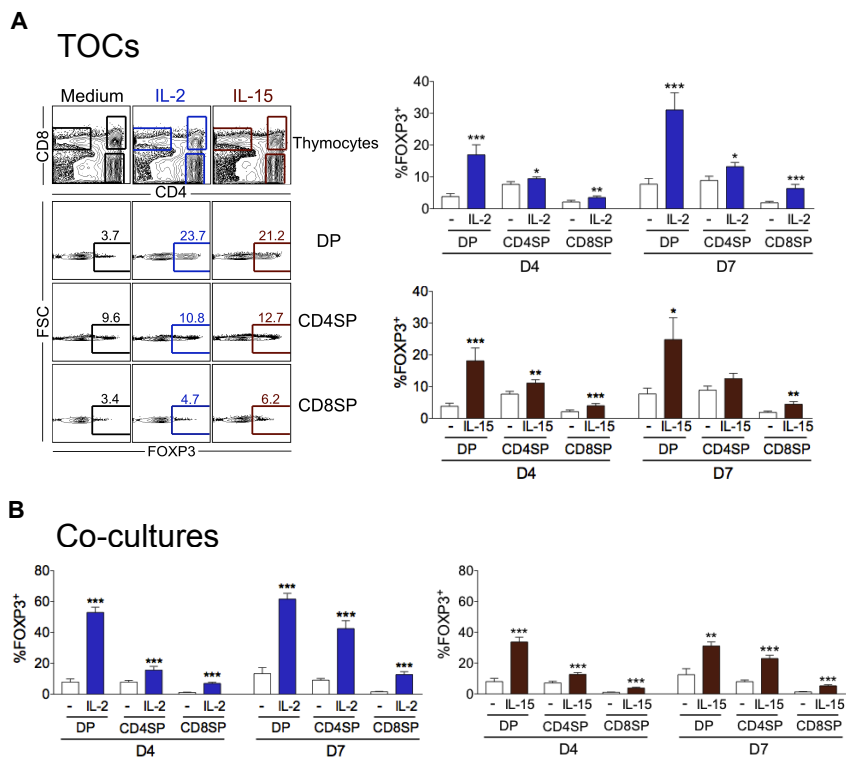 A
TOCs
Medium IL-2 IL-15
CD8
Thymocytes
CD4
3.7 23.7 21.2
DP
FSC
9.6 10.8 12.7
CD4SP
3.4 4.7 6.2
CD8SP
FOXP3
40
30
20
10
0
%FOXP3+
*** * ** *** * ***
- IL-2 - IL-2 - IL-2 - IL-2 - IL-2 - IL-2
DP CD4SP CD8SP DP CD4SP CD8SP
D4 D7
40
30
20
10
0
%FOXP3+
*** ** *** * **
- IL-15 - IL-15 - IL-15 - IL-15 - IL-15 - IL-15
DP CD4SP CD8SP DP CD4SP CD8SP
D4 D7
B
Co-cultures
80
60
40
20
0
%FOXP3+
*** *** *** *** *** ***
- IL-2 - IL-2 - IL-2 - IL-2 - IL-2 - IL-2
DP CD4SP CD8SP DP CD4SP CD8SP
D4 D7
80
60
40
20
0
%FOXP3+
*** *** *** ** *** ***
- IL-15 - IL-15 - IL-15 - IL-15 - IL-15 - IL-15
DP CD4SP CD8SP DP CD4SP CD8SP
D4 D7